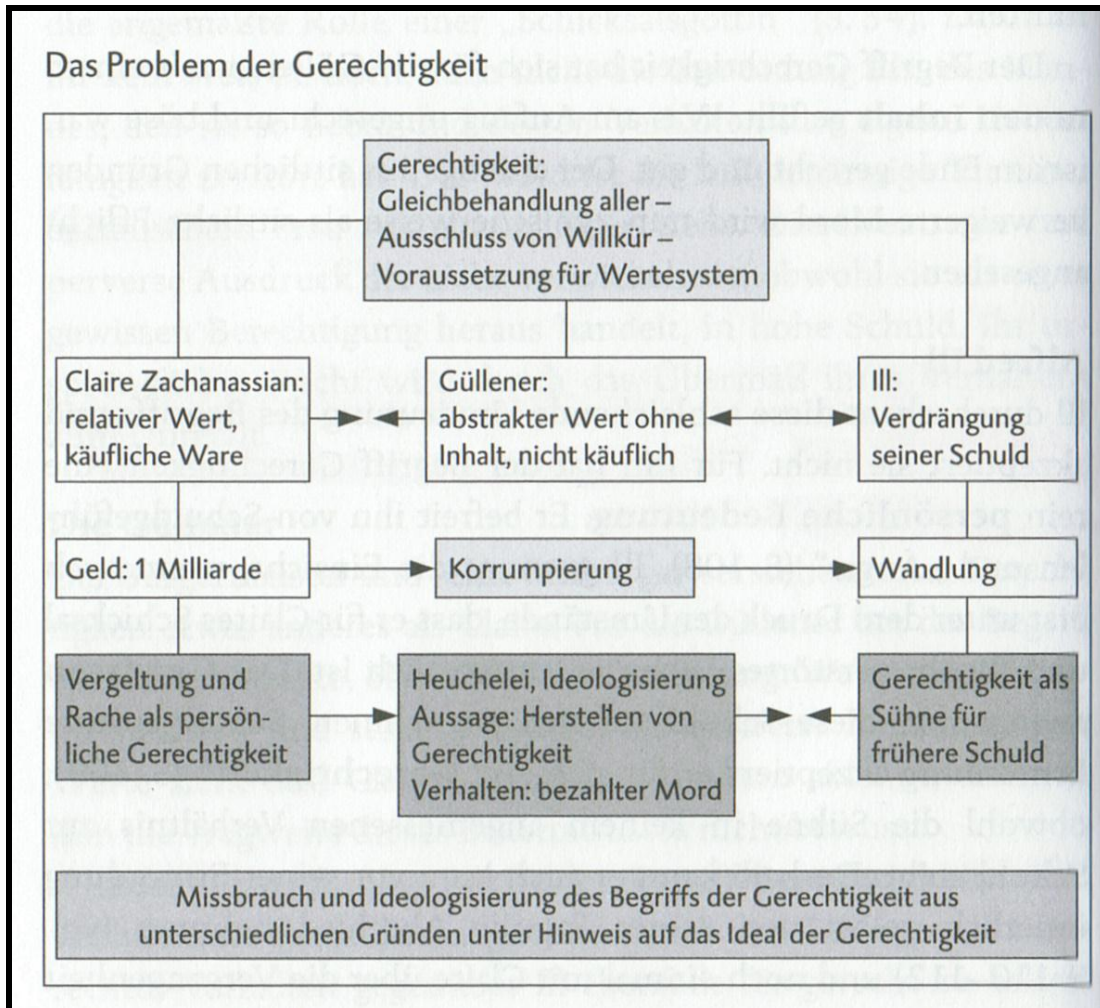 Das Problem der Gerechtigkeit
Gerechtigkeit:
Gleichbehandlung aller –
Ausschluss von Willkür –
Voraussetzung für Wertesystem
Claire Zachanassian:
relativer Wert,
käufliche Ware
Güllener:
abstrakter Wert ohne
Inhalt, nicht käuflich
Ill:
Verdrängung
seiner Schuld
Geld: 1 Milliarde
Korrumpierung
Wandlung
Vergeltung und
Rache als persön-
liche Gerechtigkeit
Heuchelei, Ideologisierung
Aussage: Herstellen von
Gerechtigkeit
Verhalten: bezahlter Mord
Gerechtigkeit als
Sühne für
frühere Schuld
Missbrauch und Ideologisierung des Begriffs der Gerechtigkeit aus
unterschiedlichen Gründen unter Hinweis auf das Ideal der Gerechtigkeit